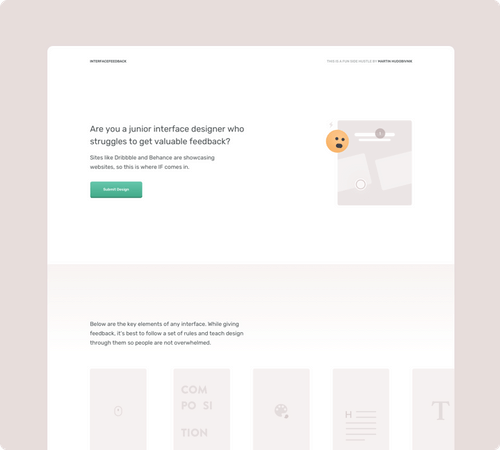 INTERFACEFEEDBACK
THIS IS A FUN SIDE HUSTLE BY
Are you a junior interface designer who
struggles to get valuable feedback?
Sites like Dribbble and Behance are showcasing
websites, so this is where IF comes in.
Submit Design
Below are the key elements of any interface. While giving
feedback, it's best to follow a set of rules and teach design
through them so people are not overwhelmed.
COM
PO SI
TION
H
T